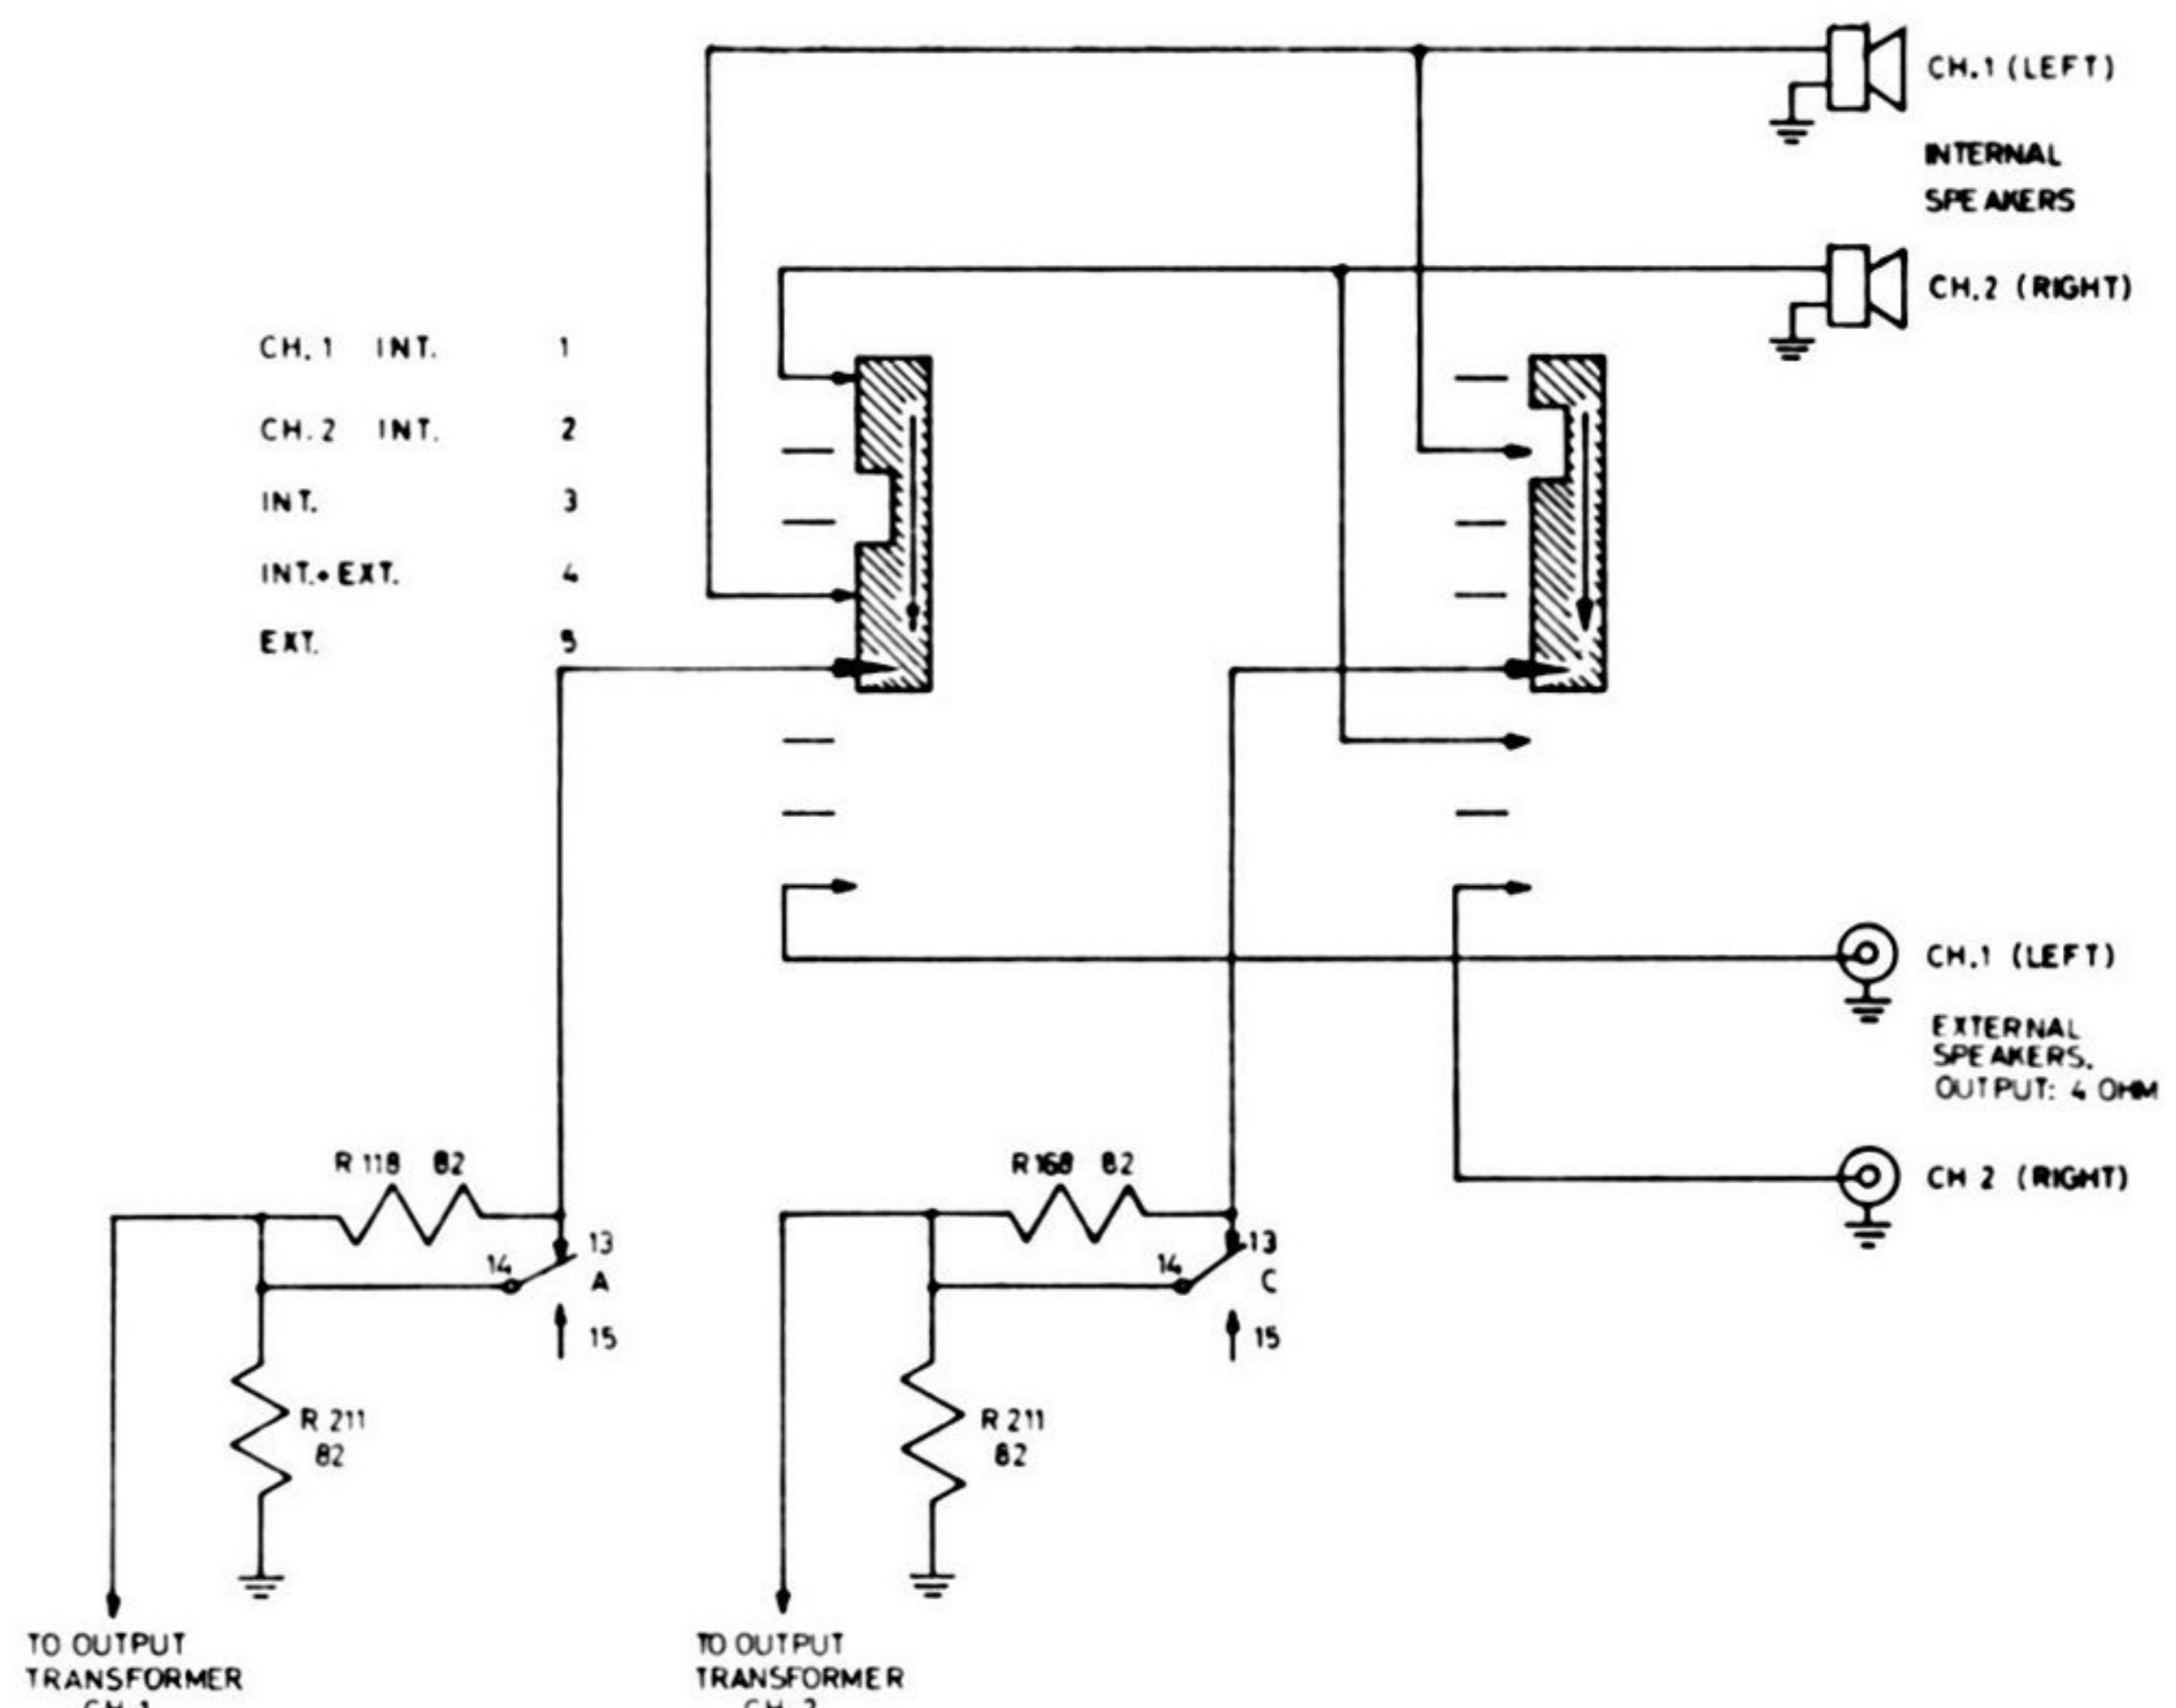 CH.1 (LEFT)
INTERNAL
SPEAKERS
CH.2 (RIGHT)
CH. 1 INT. 1
CH. 2 INT. 2
INT. 3
INT.+ EXT. 4
EXT. 5
CH.1 (LEFT)
EXTERNAL
SPEAKERS.
OUTPUT: 4 OHM
CH 2 (RIGHT)
R 118 82
R 168 82
13
14
A
15
13
14
C
15
R 211
82
R 211
82
TO OUTPUT
TRANSFORMER
TO OUTPUT
TRANSFORMER